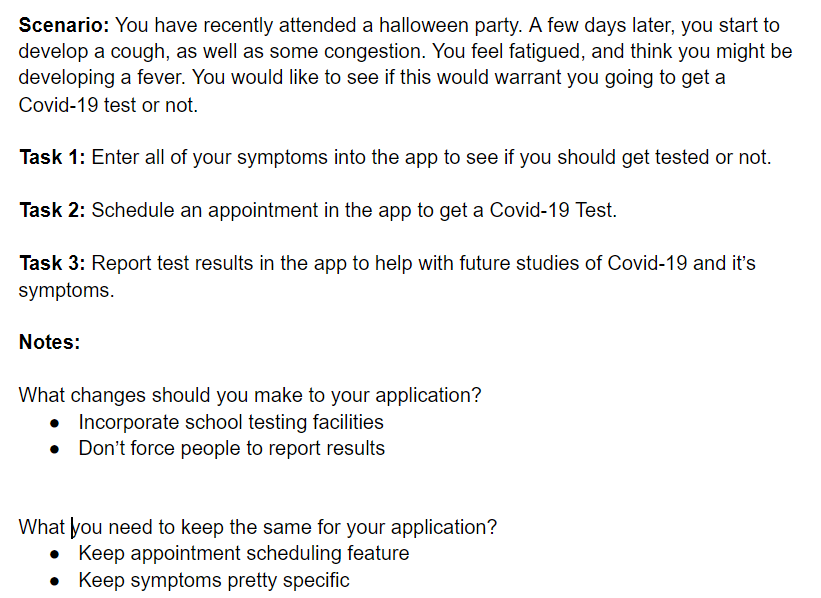 Scenario: You have recently attended a halloween party. A few days later, you start to
develop a cough, as well as some congestion. You feel fatigued, and think you might be
developing a fever. You would like to see if this would warrant you going to get a
Covid-19 test or not.
Task 1: Enter all of your symptoms into the app to see if you should get tested or not.
Task 2: Schedule an appointment in the app to get a Covid-19 Test.
Task 3: Report test results in the app to help with future studies of Covid-19 and it’s
symptoms.
Notes:
What changes should you make to your application?
● Incorporate school testing facilities
● Don’t force people to report results
What you need to keep the same for your application?
● Keep appointment scheduling feature
● Keep symptoms pretty specific